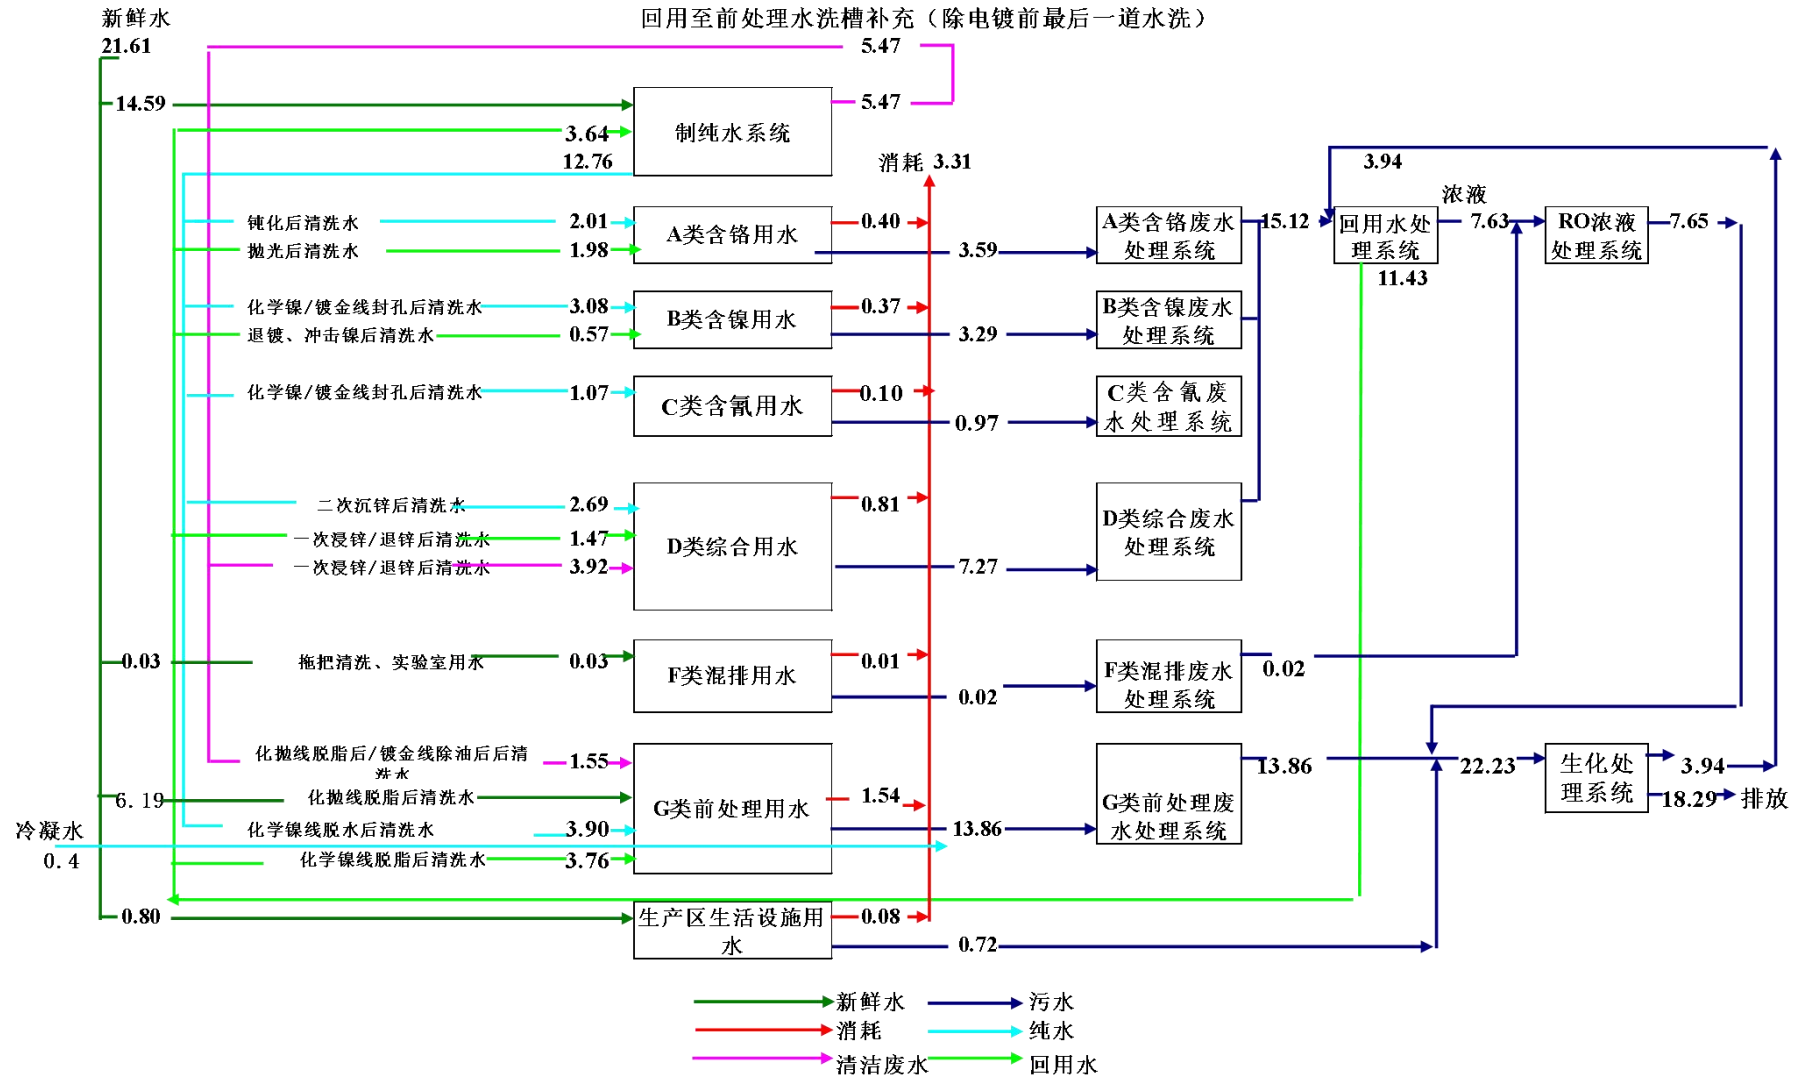 新鲜水
回用至前处理水洗槽补充（除电镀前最后一道水洗）
21.61
5.47
14.59
5.47
3.64
制纯水系统
12.76
消耗 3.31
3.94
浓液
钝化后清洗水
2.01
A类含铬用水
0.40
A类含铬废水
处理系统
15.12
回用水处
理系统
7.63
RO浓液
处理系统
7.65
抛光后清洗水
1.98
3.59
11.43
化学镍/镀金线封孔后清洗水
3.08
B类含镍用水
0.37
B类含镍废水
处理系统
退镀、冲击镍后清洗水
0.57
3.29
化学镍/镀金线封孔后清洗水
1.07
C类含氰用水
0.10
C类含氰废
水处理系统
0.97
二次沉锌后清洗水
2.69
0.81
一次浸锌/退锌后清洗水
1.47
D类综合用水
D类综合废水
处理系统
一次浸锌/退锌后清洗水
3.92
7.27
0.03
拖把清洗、实验室用水
0.03
F类混排用水
0.01
F类混排废水
处理系统
0.02
0.02
化抛线脱脂后/镀金线除油后后清
洗水
1.55
13.86
22.23
生化处
理系统
3.94
18.29
排放
6.19
化抛线脱脂后清洗水
G类前处理用水
1.54
G类前处理废
水处理系统
冷凝水
化学镍线脱水后清洗水
3.90
13.86
0.4
化学镍线脱脂后清洗水
3.76
0.80
生产区生活设施用
水
0.08
0.72
新鲜水
污水
消耗
纯水
清洁废水
回用水